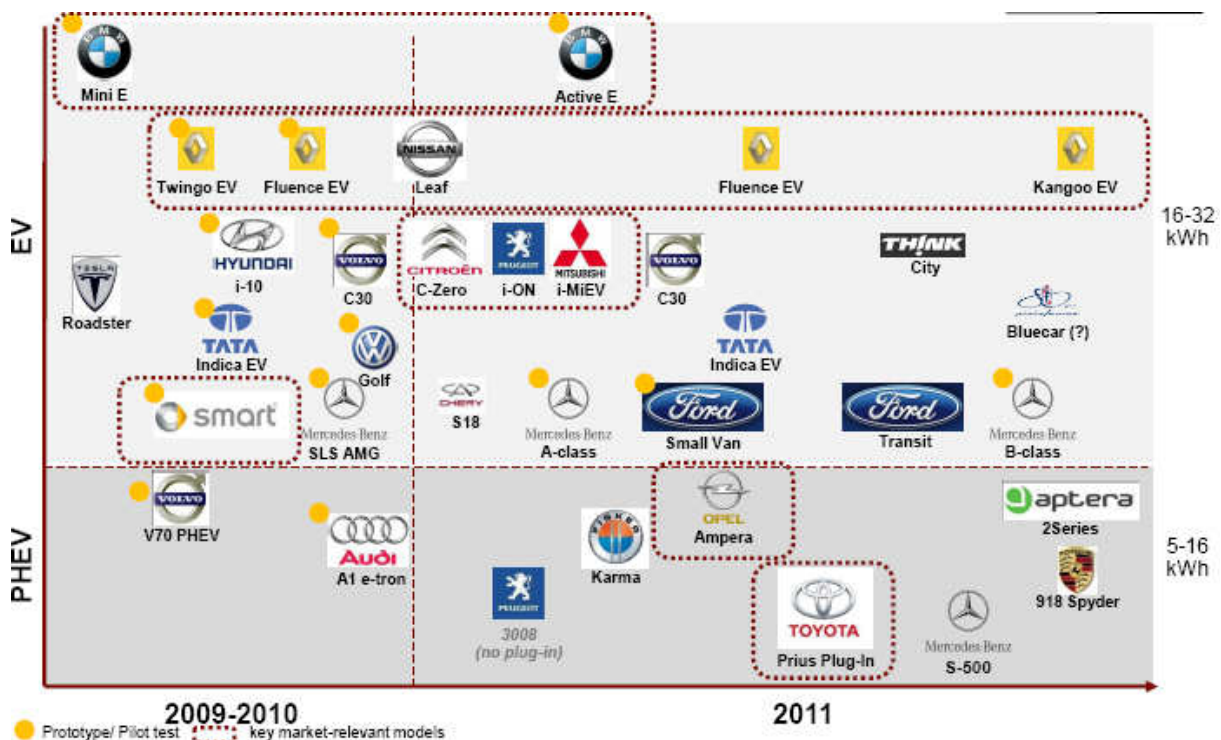 BMW
BMW
Mini E
Active E
NISSAN
Twingo EV
Fluence EV
Leaf
Fluence EV
Kangoo EV
EV
16-32
kWh
HYUNDAI
i-10
VOLVO
C30
CITROËN
C-Zero
PEUGEOT
i-ON
MITSUBISHI
i-MiEV
VOLVO
C30
TH!NK
City
TESLA
Roadster
TATA
Indica EV
Golf
TATA
Indica EV
Bluecar (?)
smart
Mercedes Benz
SLS AMG
CHERY
S18
Mercedes Benz
A-class
Ford
Small Van
Ford
Transit
Mercedes Benz
B-class
PHEV
5-16
kWh
VOLVO
V70 PHEV
Audi
A1 e-tron
FISKER
Karma
OPEL
Ampera
aptera
2Series
PEUGEOT
3008
(no plug-in)
TOYOTA
Prius Plug-In
Mercedes Benz
S-500
918 Spyder
2009-2010
2011
Prototype/ Pilot test
key market-relevant models